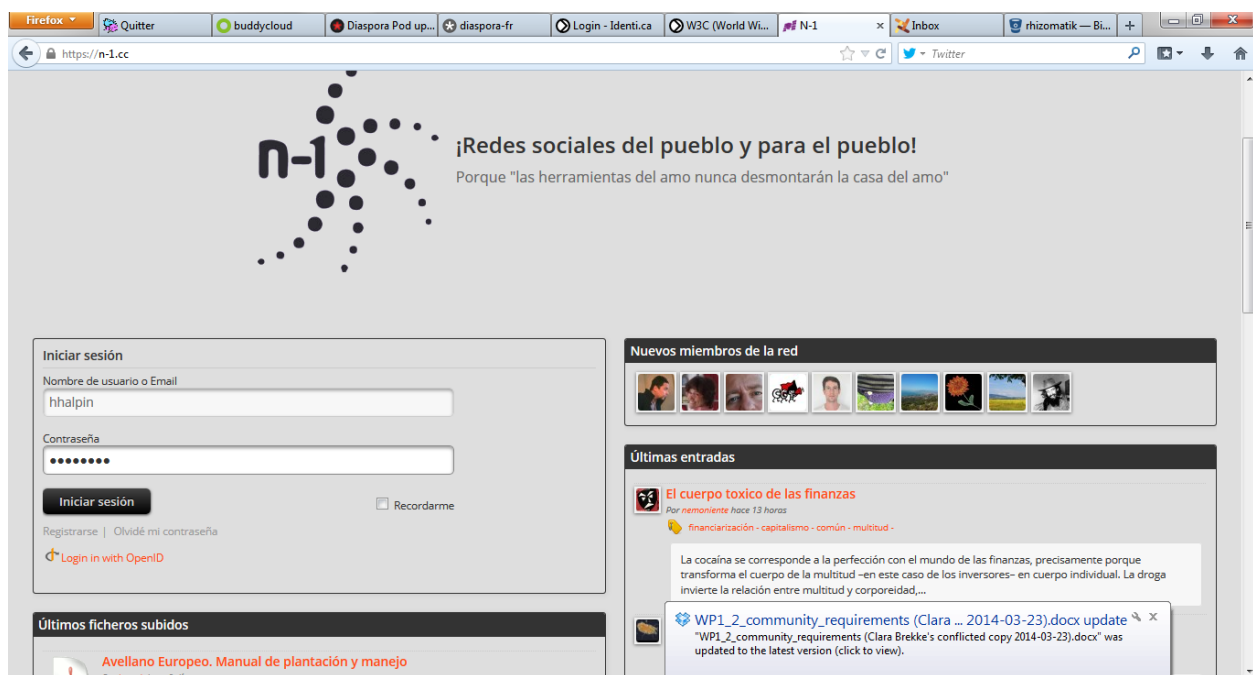 Firefox
Quitter
buddycloud
Diaspora Pod up...
diaspora-fr
Login - Identi.ca
W3C (World Wi...
N-1
Inbox
rhizomatik — Bi...
https://n-1.cc
Twitter
n-1
¡Redes sociales del pueblo y para el pueblo!
Porque "las herramientas del amo nunca desmontarán la casa del amo"
Iniciar sesión
Nombre de usuario o Email
hhalpin
Contraseña
••••••••
Iniciar sesión
Recordarme
Registrarse | Olvidé mi contraseña
Login in with OpenID
Últimos ficheros subidos
Avellano Europeo. Manual de plantación y manejo
Nuevos miembros de la red
Últimas entradas
El cuerpo toxico de las finanzas
Por nemoniente hace 13 horas
financiarización - capitalismo - común - multitud -
La cocaína se corresponde a la perfección con el mundo de las finanzas, precisamente porque
transforma el cuerpo de la multitud –en este caso de los inversores– en cuerpo individual. La droga
invierte la relación entre multitud y corporeidad,...
WP1_2_community_requirements (Clara ... 2014-03-23).docx update
"WP1_2_community_requirements (Clara Brekke's conflicted copy 2014-03-23).docx" was
updated to the latest version (click to view).